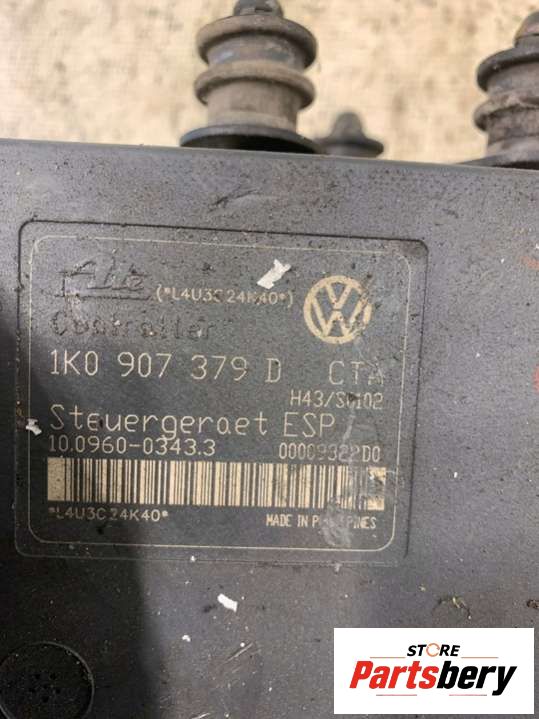 Ate (*L4U3C24K40*)
Controller
1K0 907 379 D CTA
H43/S0102
Steuergeraet ESP
10.0960-0343.3 00009322D0
*L4U3C24K40*
MADE IN PHILIPPINES
STORE
Partsbery